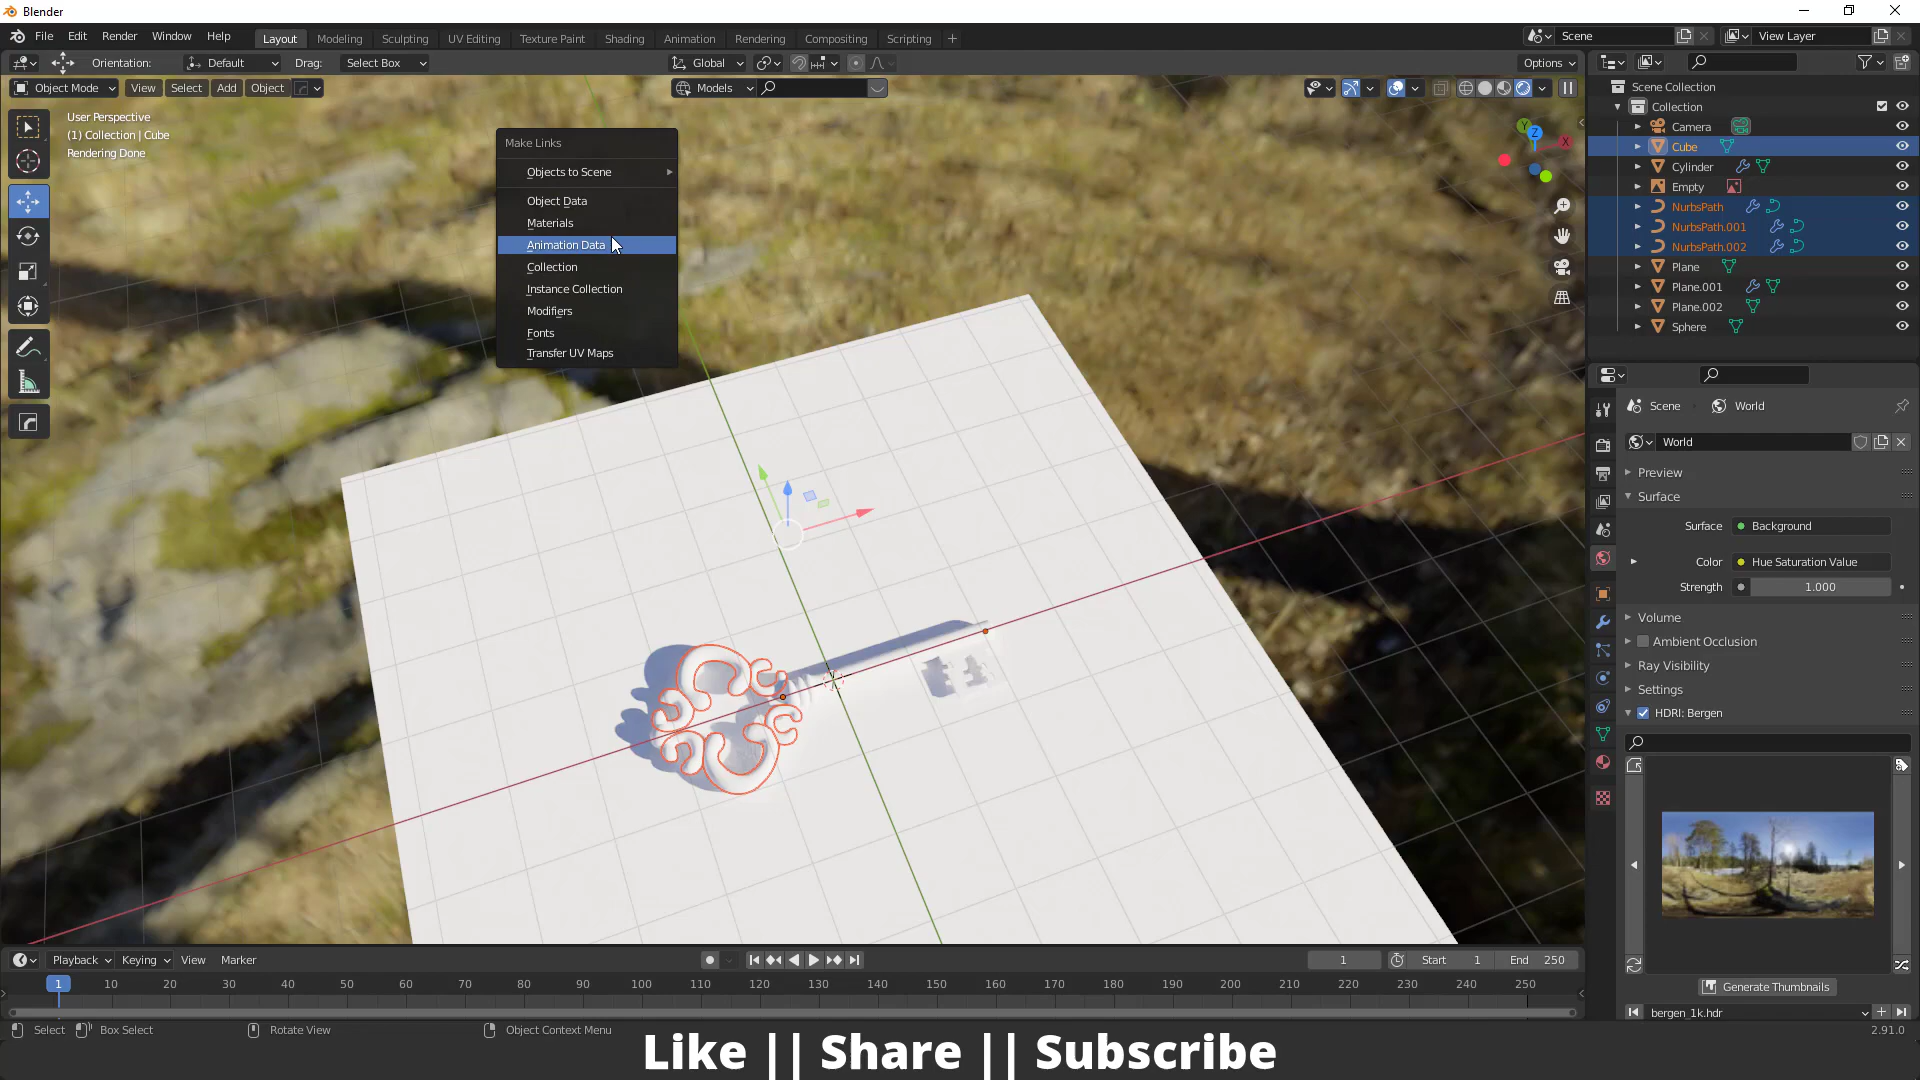 Blender
File Edit Render Window Help
Layout Modeling Sculpting UV Editing Texture Paint Shading Animation Rendering Compositing Scripting +
Scene
View Layer
Orientation: Default Drag: Select Box
Global
Options
Object Mode View Select Add Object
Models
User Perspective
(1) Collection | Cube
Rendering Done
Make Links
Objects to Scene
Object Data
Materials
Animation Data
Collection
Instance Collection
Modifiers
Fonts
Transfer UV Maps
Y
Z
X
Scene Collection
Collection
Camera
Cube
Cylinder
Empty
NurbsPath
NurbsPath.001
NurbsPath.002
Plane
Plane.001
Plane.002
Sphere
Scene World
World
Preview
Surface
Surface Background
Color Hue Saturation Value
Strength 1.000
Volume
Ambient Occlusion
Ray Visibility
Settings
HDRI: Bergen
Generate Thumbnails
bergen_1k.hdr
Playback Keying View Marker
1 Start 1 End 250
1 10 20 30 40 50 60 70 80 90 100 110 120 130 140 150 160 170 180 190 200 210 220 230 240 250
Select Box Select Rotate View Object Context Menu
2.91.0
Like || Share || Subscribe